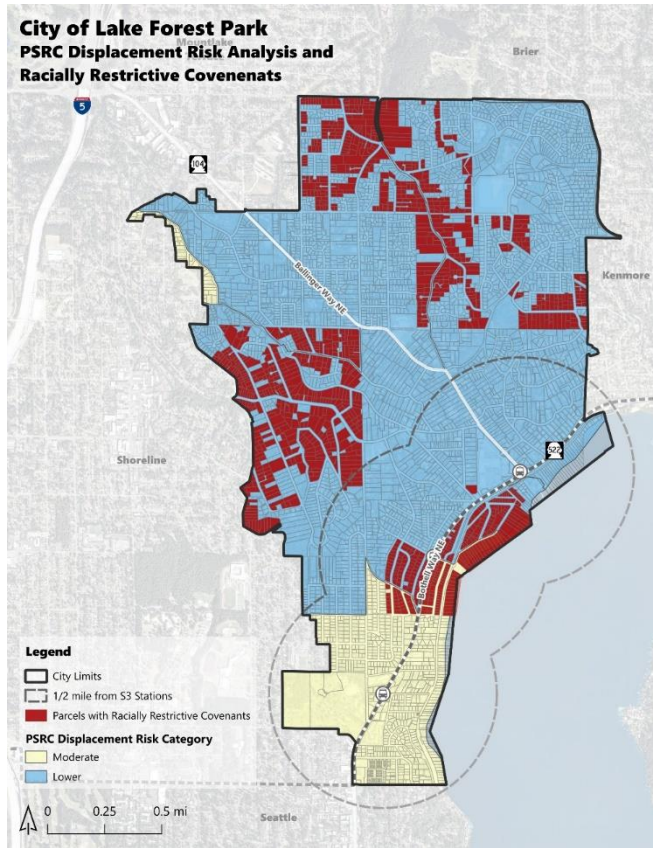 City of Lake Forest Park
PSRC Displacement Risk Analysis and
Racially Restrictive Covenenats
Mountlake
Brier
5
104
Ballinger Way NE
Kenmore
Shoreline
522
Bothell Way NE
Legend
City Limits
1/2 mile from S3 Stations
Parcels with Racially Restrictive Covenants
PSRC Displacement Risk Category
Moderate
Lower
0 0.25 0.5 mi
Seattle